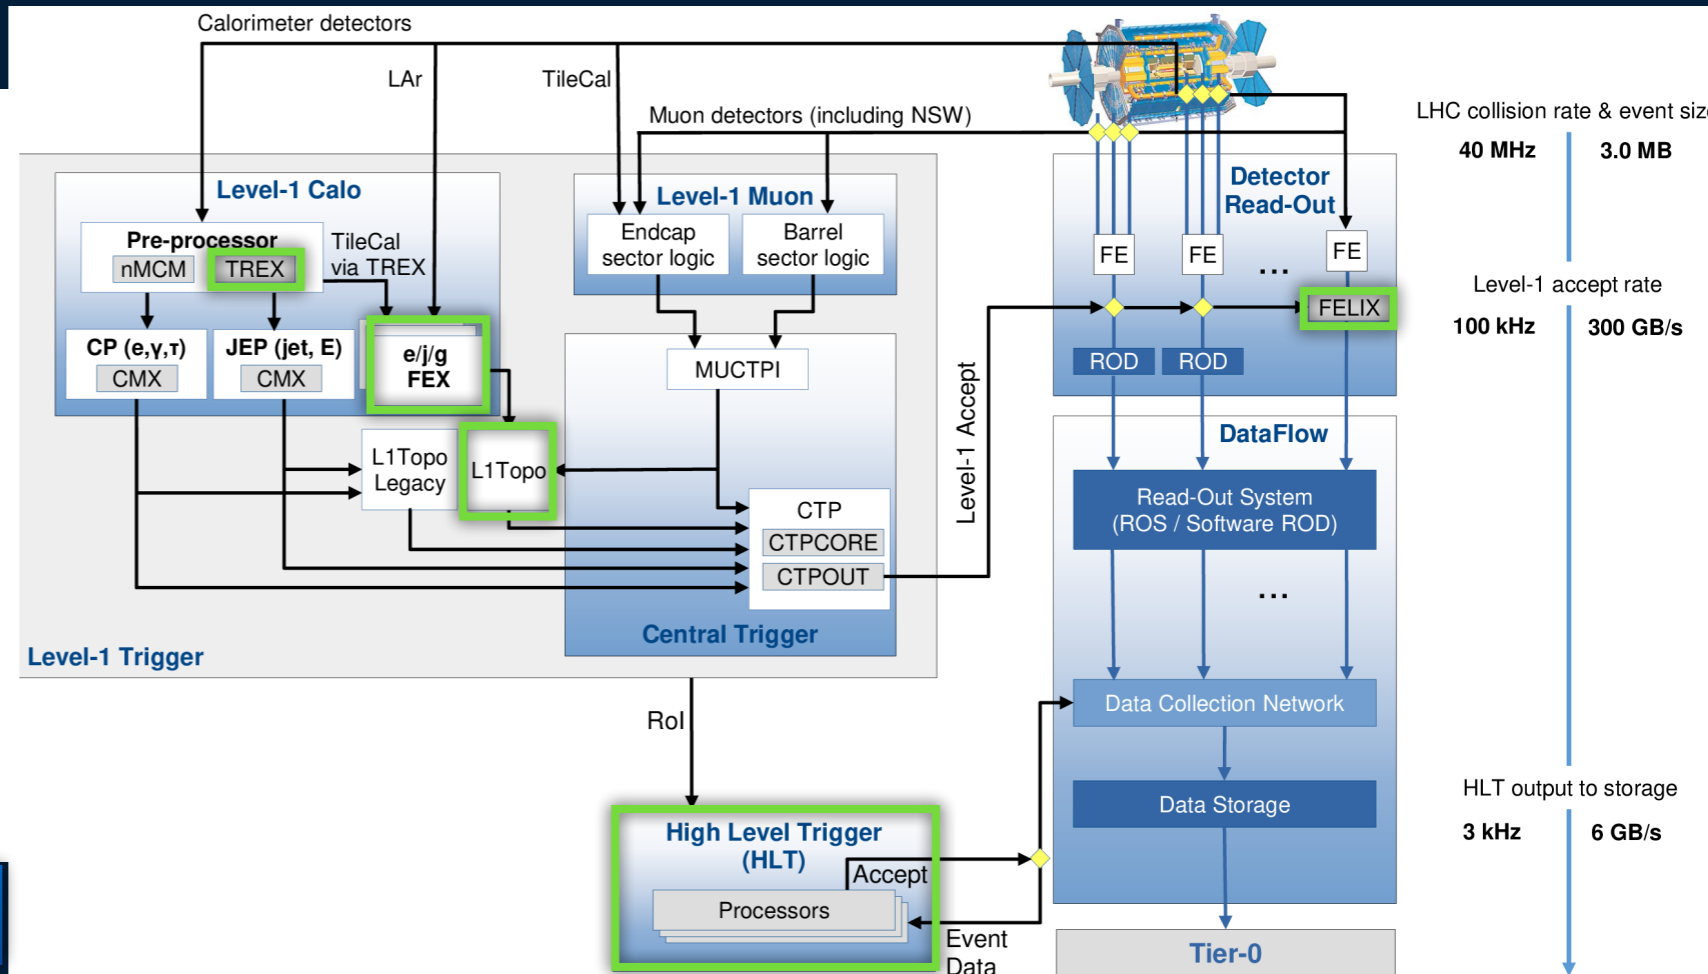 Calorimeter detectors
LAr
TileCal
Muon detectors (including NSW)
LHC collision rate & event size
40 MHz
3.0 MB
Level-1 Calo
Pre-processor
nMCM
TREX
TileCal
via TREX
CP (e,γ,τ)
CMX
JEP (jet, E)
CMX
e/j/g
FEX
Level-1 Muon
Endcap
sector logic
Barrel
sector logic
MUCTPI
L1Topo
Legacy
L1Topo
CTP
CTPCORE
CTPOUT
Central Trigger
Level-1 Trigger
Level-1 Accept
Detector
Read-Out
FE
FE
...
FE
FELIX
ROD
ROD
Level-1 accept rate
100 kHz
300 GB/s
DataFlow
Read-Out System
(ROS / Software ROD)
...
Data Collection Network
Data Storage
Tier-0
RoI
High Level Trigger
(HLT)
Accept
Processors
Event
Data
HLT output to storage
3 kHz
6 GB/s